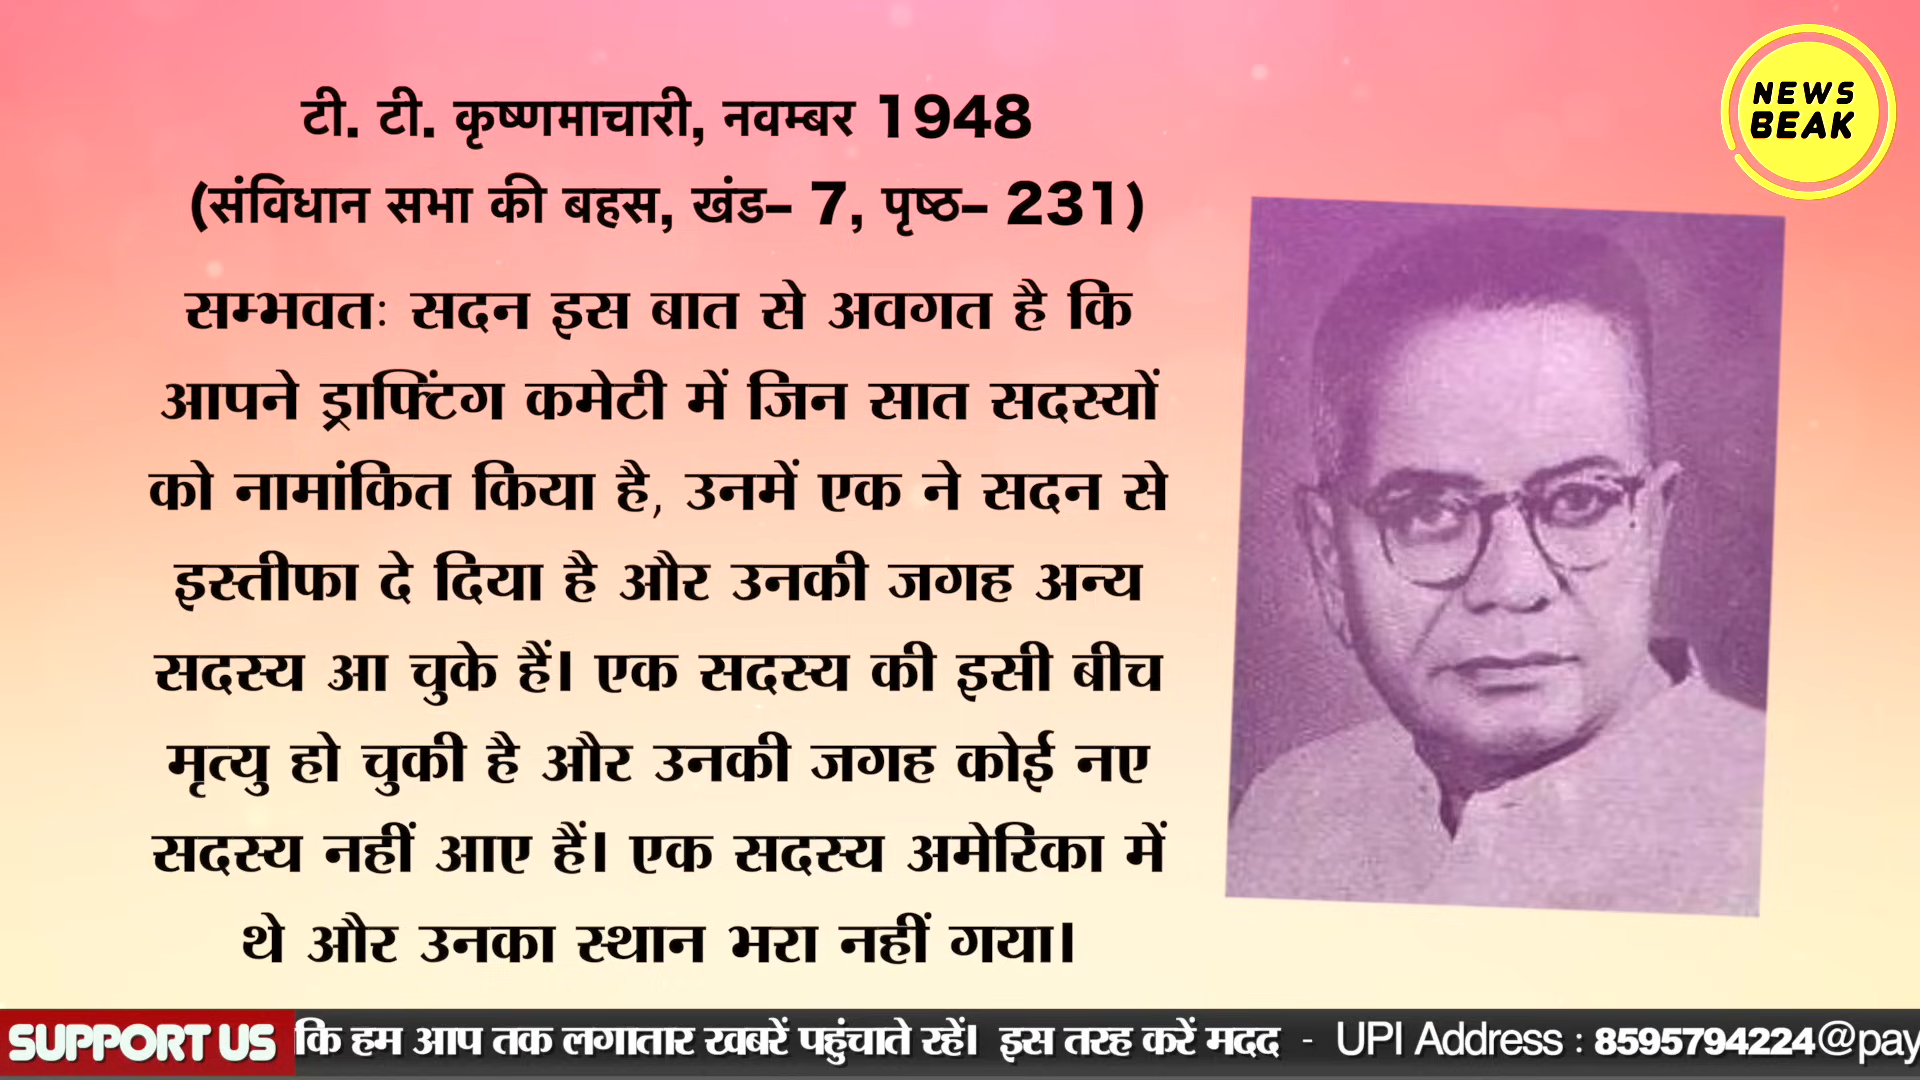 टी. टी. कृष्णमाचारी, नवम्बर 1948
(संविधान सभा की बहस, खंड– 7, पृष्ठ– 231)
सम्भवतः सदन इस बात से अवगत है कि
आपने ड्राफ्टिंग कमेटी में जिन सात सदस्यों
को नामांकित किया है, उनमें एक ने सदन से
इस्तीफा दे दिया है और उनकी जगह अन्य
सदस्य आ चुके हैं। एक सदस्य की इसी बीच
मृत्यु हो चुकी है और उनकी जगह कोई नए
सदस्य नहीं आए हैं। एक सदस्य अमेरिका में
थे और उनका स्थान भरा नहीं गया।
NEWS
BEAK
SUPPORT US कि हम आप तक लगातार खबरें पहुंचाते रहें। इस तरह करें मदद - UPI Address : 8595794224@pay